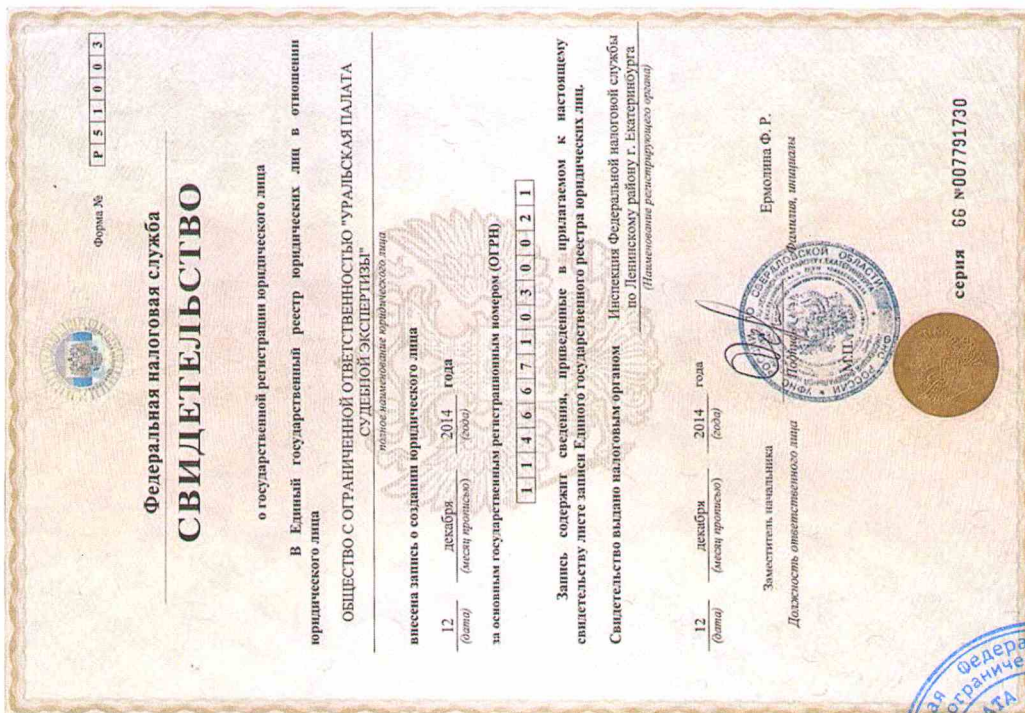 Форма №
Р 5 1 0 0 3
Федеральная налоговая служба
СВИДЕТЕЛЬСТВО
о государственной регистрации юридического лица
В Единый государственный реестр юридических лиц в отношении
юридического лица
ОБЩЕСТВО С ОГРАНИЧЕННОЙ ОТВЕТСТВЕННОСТЬЮ "УРАЛЬСКАЯ ПАЛАТА
СУДЕБНОЙ ЭКСПЕРТИЗЫ"
полное наименование юридического лица
внесена запись о создании юридического лица
12 декабря 2014 года
(дата) (месяц прописью) (года)
за основным государственным регистрационным номером (ОГРН)
1 1 4 6 6 7 1 0 3 0 0 2 1
Запись содержит сведения, приведенные в прилагаемом к настоящему
свидетельству листе записи Единого государственного реестра юридических лиц.
Свидетельство выдано налоговым органом Инспекция Федеральной налоговой службы
по Ленинскому району г. Екатеринбурга
(Наименование регистрирующего органа)
12 декабря 2014 года
(дата) (месяц прописью) (года)
Заместитель начальника Ермолина Ф. Р.
Должность ответственного лица Подпись Фамилия, инициалы
М.П.
СВЕРДЛОВСКОЙ ОБЛАСТИ
УФНС РОССИИ
серия 66 №007791730